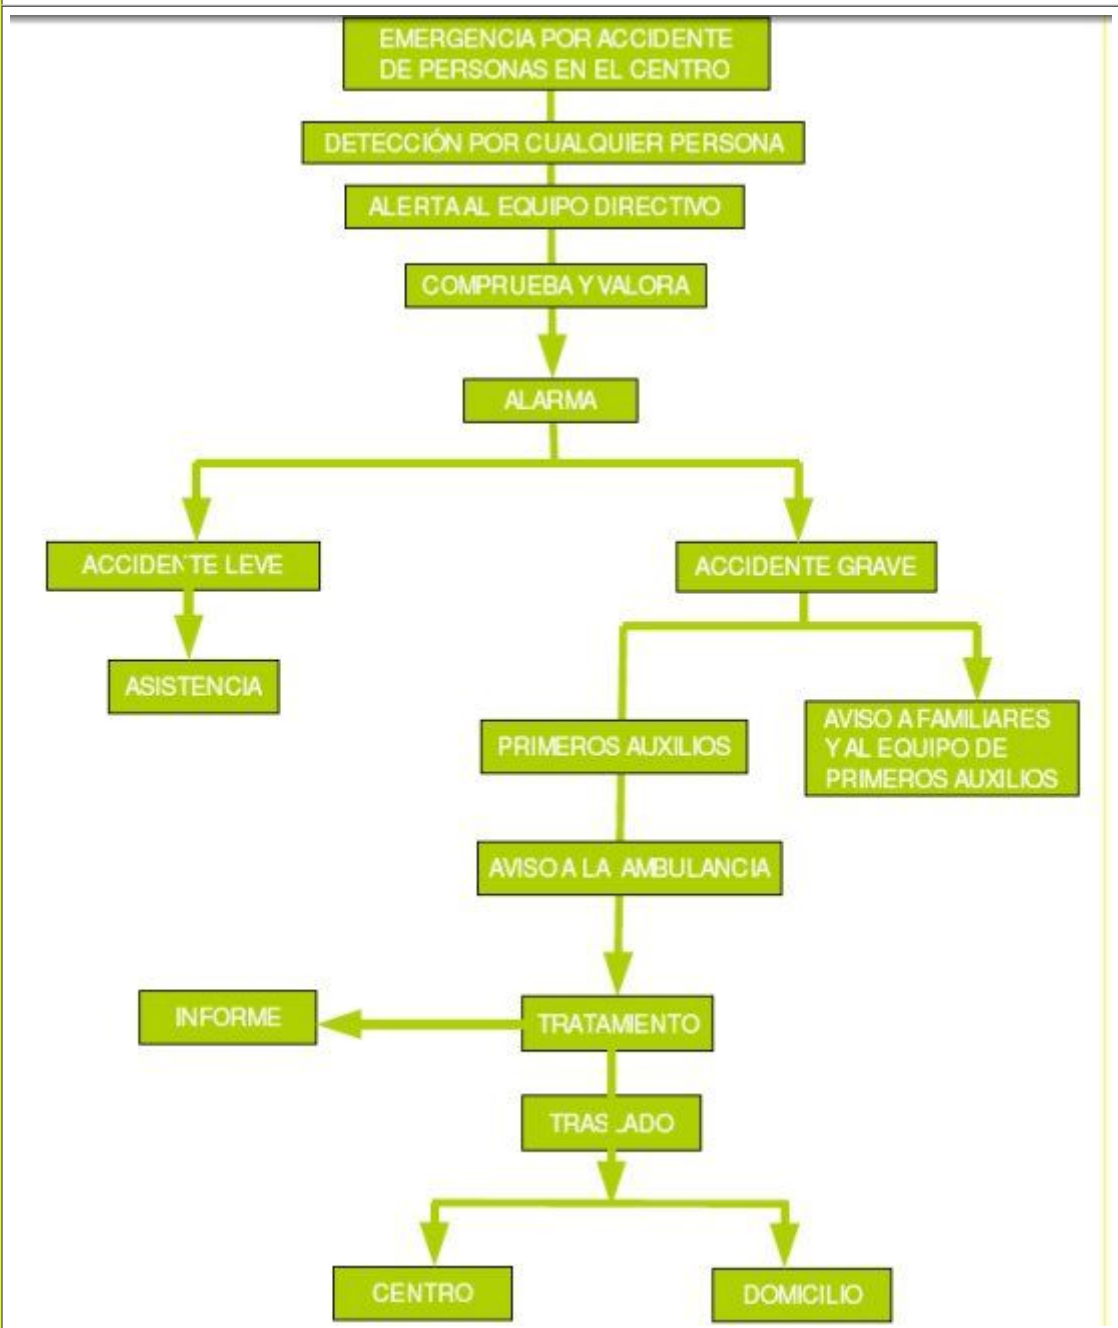 EMERGENCIA POR ACCIDENTE
DE PERSONAS EN EL CENTRO
DETECCIÓN POR CUALQUIER PERSONA
ALERTA AL EQUIPO DIRECTIVO
COMPRUEBA Y VALORA
ALARMA
ACCIDENTE LEVE
ACCIDENTE GRAVE
ASISTENCIA
PRIMEROS AUXILIOS
AVISO A FAMILIARES
Y AL EQUIPO DE
PRIMEROS AUXILIOS
AVISO A LA AMBULANCIA
INFORME
TRATAMIENTO
TRASLADO
CENTRO
DOMICILIO